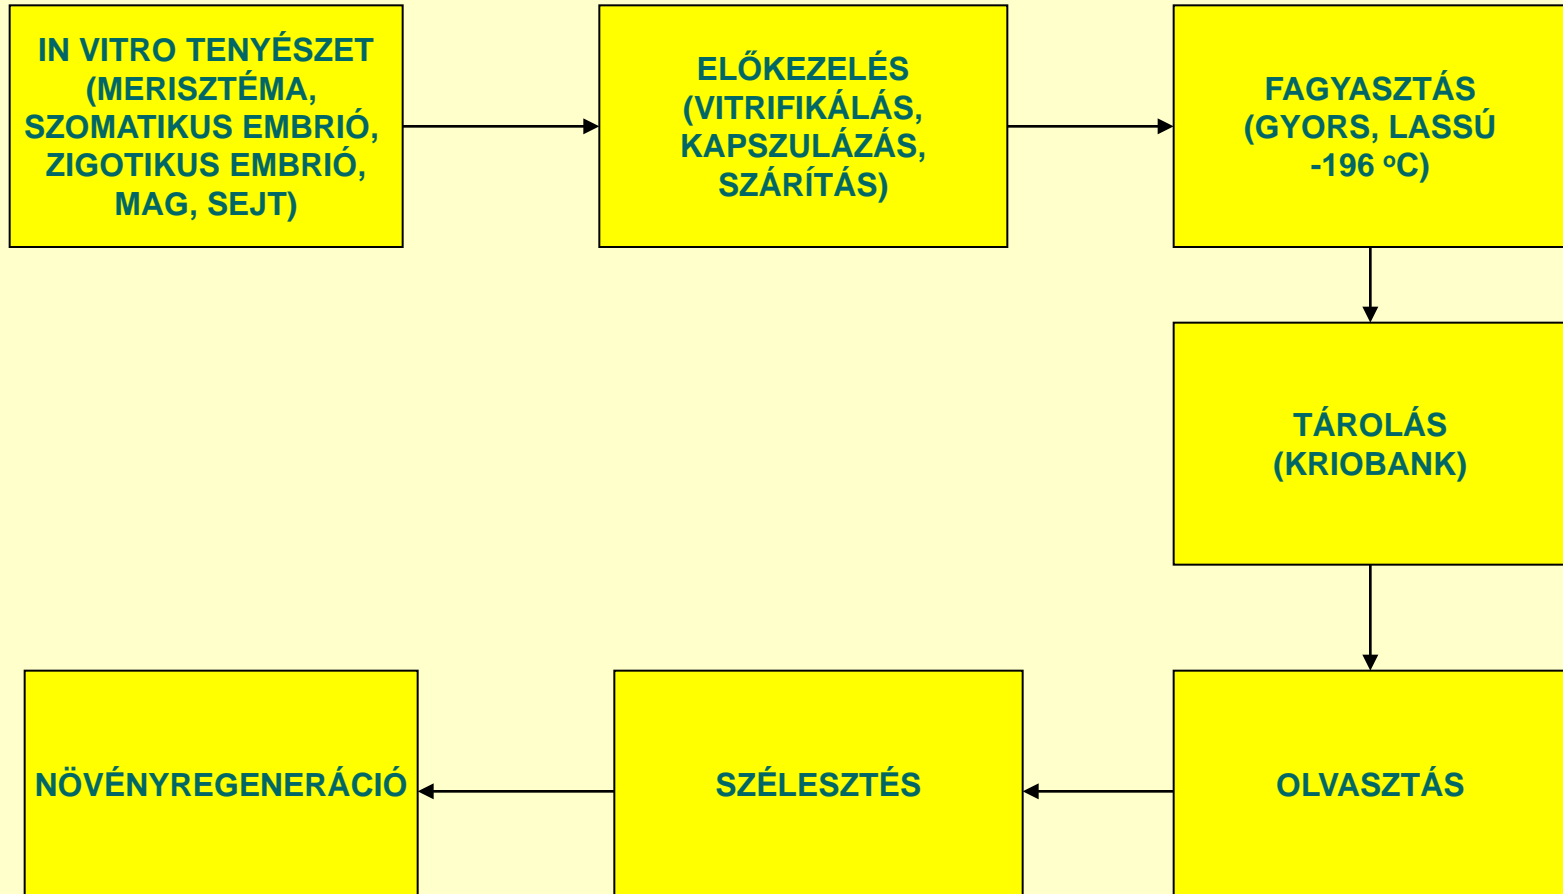 IN VITRO TENYÉSZET
(MERISZTÉMA,
SZOMATIKUS EMBRIÓ,
ZIGOTIKUS EMBRIÓ,
MAG, SEJT)
ELŐKEZELÉS
(VITRIFIKÁLÁS,
KAPSZULÁZÁS,
SZÁRÍTÁS)
FAGYASZTÁS
(GYORS, LASSÚ
-196 ºC)
TÁROLÁS
(KRIOBANK)
OLVASZTÁS
SZÉLESZTÉS
NÖVÉNYREGENERÁCIÓ